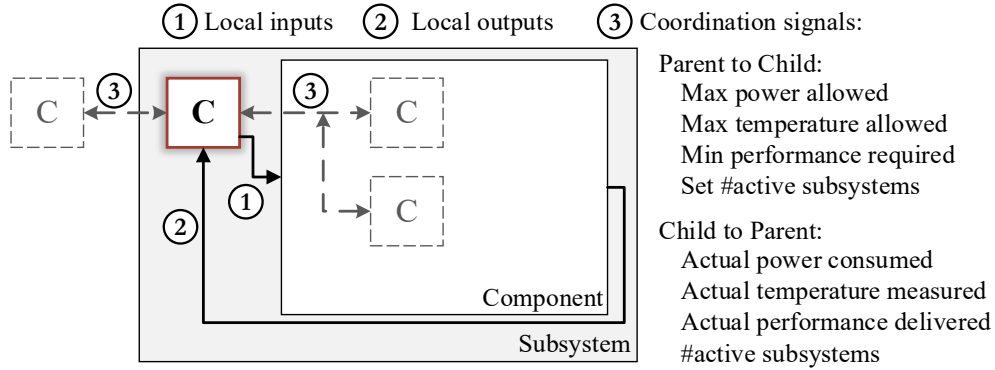 1 Local inputs 2 Local outputs 3 Coordination signals:
Parent to Child:
Max power allowed
Max temperature allowed
Min performance required
Set #active subsystems
Child to Parent:
Actual power consumed
Actual temperature measured
Actual performance delivered
#active subsystems
C
3
C
3
C
1
C
2
Component
Subsystem